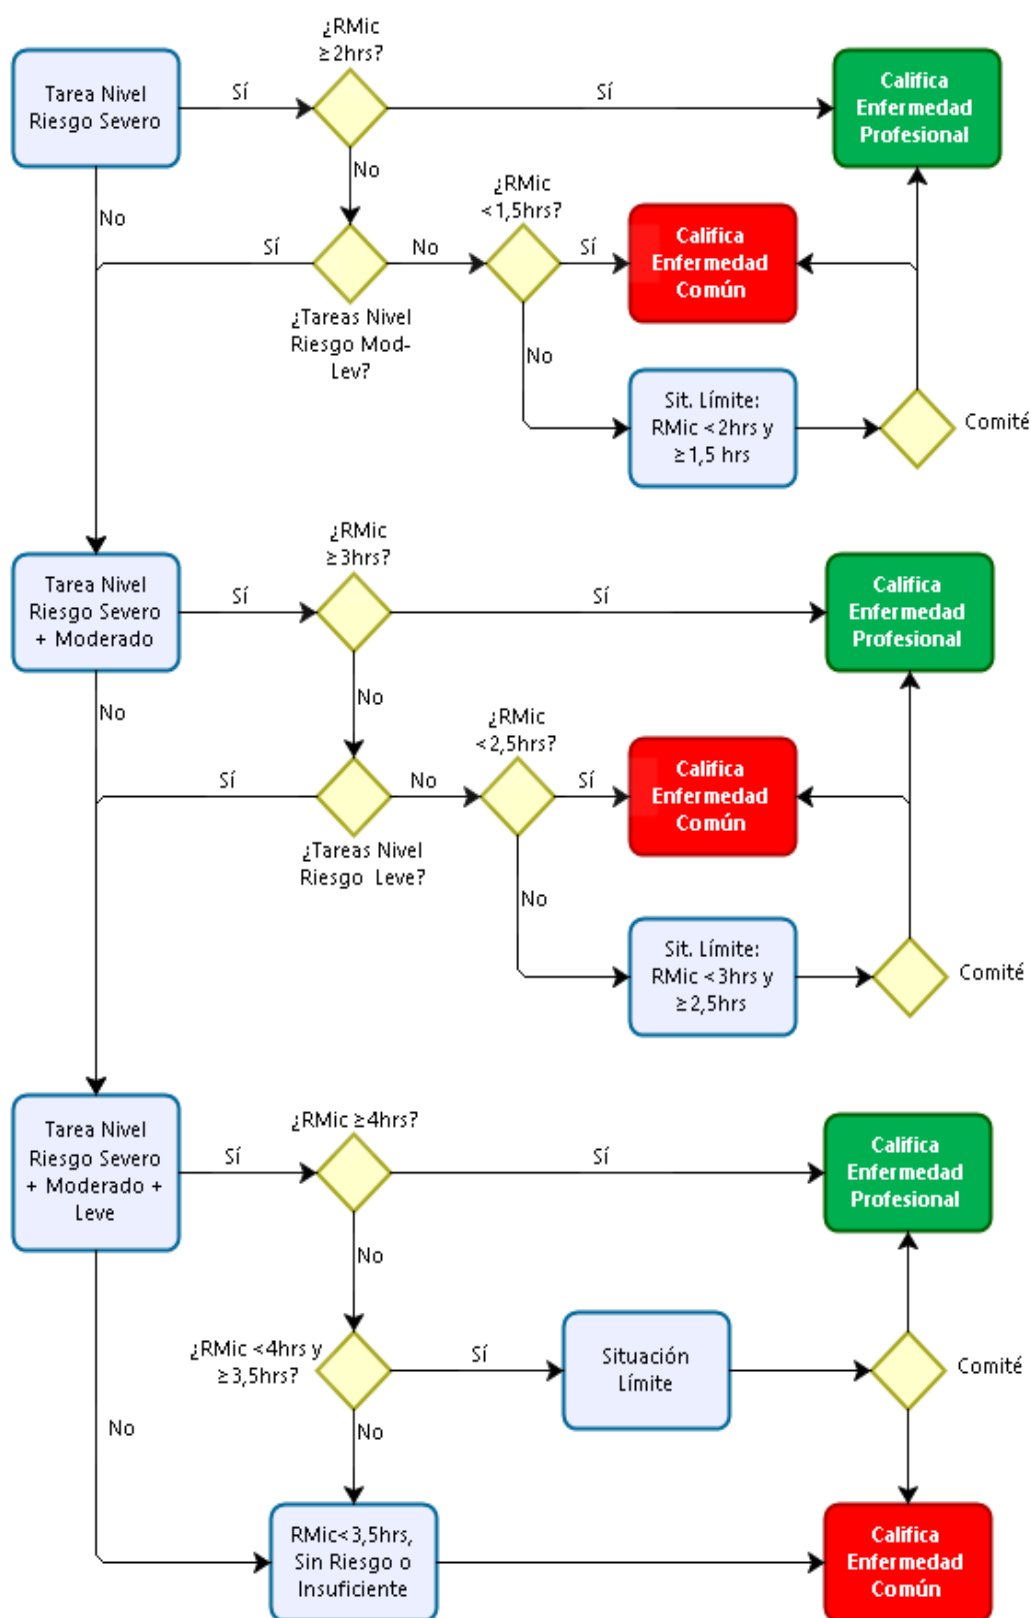 ¿RMic
≥2hrs?
Tarea Nivel
Riesgo Severo
Sí
Sí
Califica
Enfermedad
Profesional
No
No
¿RMic
<1,5hrs?
Sí
No
Sí
Califica
Enfermedad
Común
¿Tareas Nivel
Riesgo Mod-
Lev?
No
Sit. Límite:
RMic <2hrs y
≥1,5 hrs
Comité
¿RMic
≥3hrs?
Tarea Nivel
Riesgo Severo
+ Moderado
Sí
Sí
Califica
Enfermedad
Profesional
No
No
¿RMic
<2,5hrs?
Sí
No
Sí
Califica
Enfermedad
Común
¿Tareas Nivel
Riesgo Leve?
No
Sit. Límite:
RMic <3hrs y
≥2,5hrs
Comité
¿RMic ≥4hrs?
Tarea Nivel
Riesgo Severo
+ Moderado +
Leve
Sí
Sí
Califica
Enfermedad
Profesional
No
¿RMic <4hrs y
≥3,5hrs?
Sí
Situación
Límite
Comité
No
No
RMic<3,5hrs,
Sin Riesgo o
Insuficiente
Califica
Enfermedad
Común